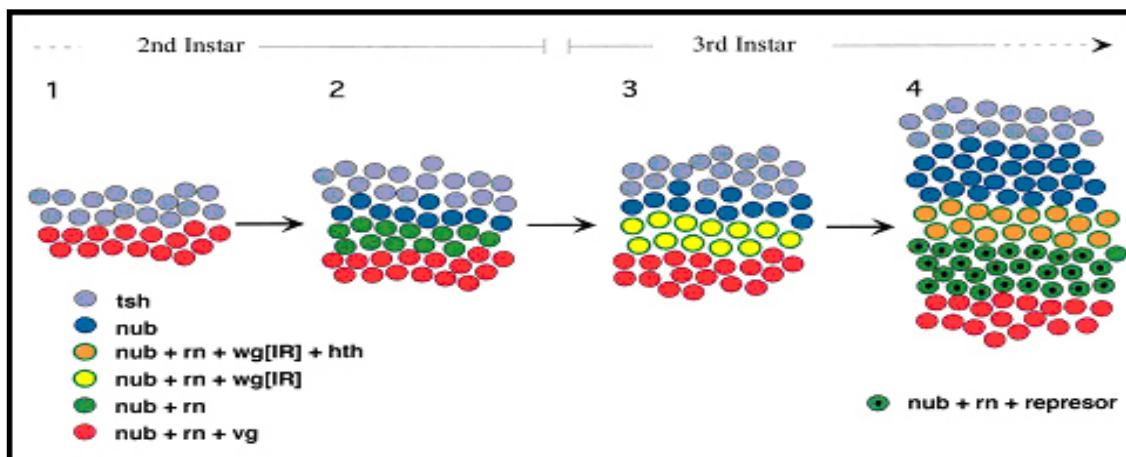 2nd Instar 3rd Instar
1 2 3 4
tsh
nub
nub + rn + wg[IR] + hth
nub + rn + wg[IR]
nub + rn
nub + rn + vg
nub + rn + represor